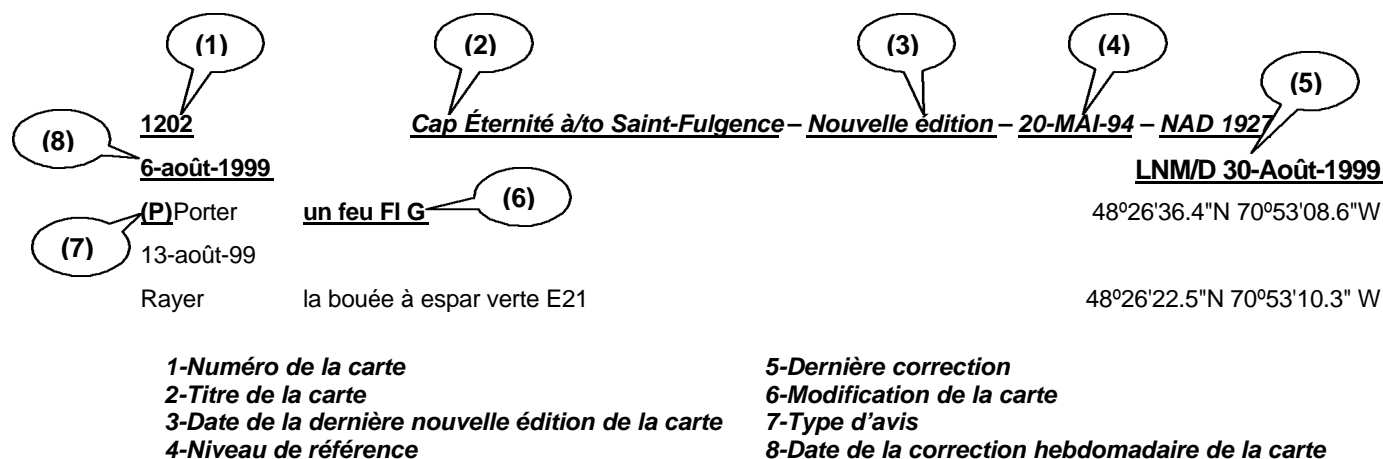 (1) (2) (3) (4)
(5)
1202 Cap Éternité à/to Saint-Fulgence – Nouvelle édition – 20-MAI-94 – NAD 1927
(8)
6-août-1999 LNM/D 30-Août-1999
(6)
(P)Porter un feu Fl G 48º26'36.4"N 70º53'08.6"W
(7)
13-août-99
Rayer la bouée à espar verte E21 48º26'22.5"N 70º53'10.3" W
1-Numéro de la carte 5-Dernière correction
2-Titre de la carte 6-Modification de la carte
3-Date de la dernière nouvelle édition de la carte 7-Type d'avis
4-Niveau de référence 8-Date de la correction hebdomadaire de la carte